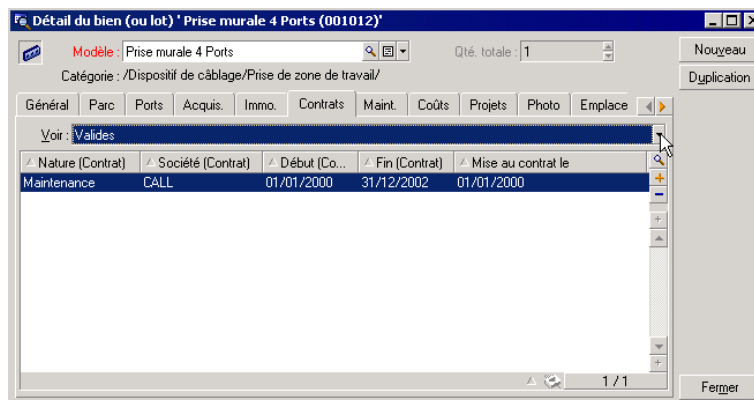 Détail du bien (ou lot) ' Prise murale 4 Ports (001012)'
Modèle : Prise murale 4 Ports Qté. totale : 1 Nouveau
Catégorie : /Dispositif de câblage/Prise de zone de travail/ Duplication
Général Parc Ports Acquis. Immo. Contrats Maint. Coûts Projets Photo Emplace
Voir : Valides
Nature (Contrat) Société (Contrat) Début (Co... Fin (Contrat) Mise au contrat le
Maintenance CALL 01/01/2000 31/12/2002 01/01/2000
1 / 1
Fermer